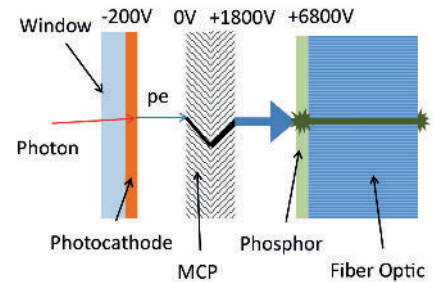 -200V 0V +1800V +6800V
Window
pe
Photon
Photocathode
MCP
Phosphor
Fiber Optic